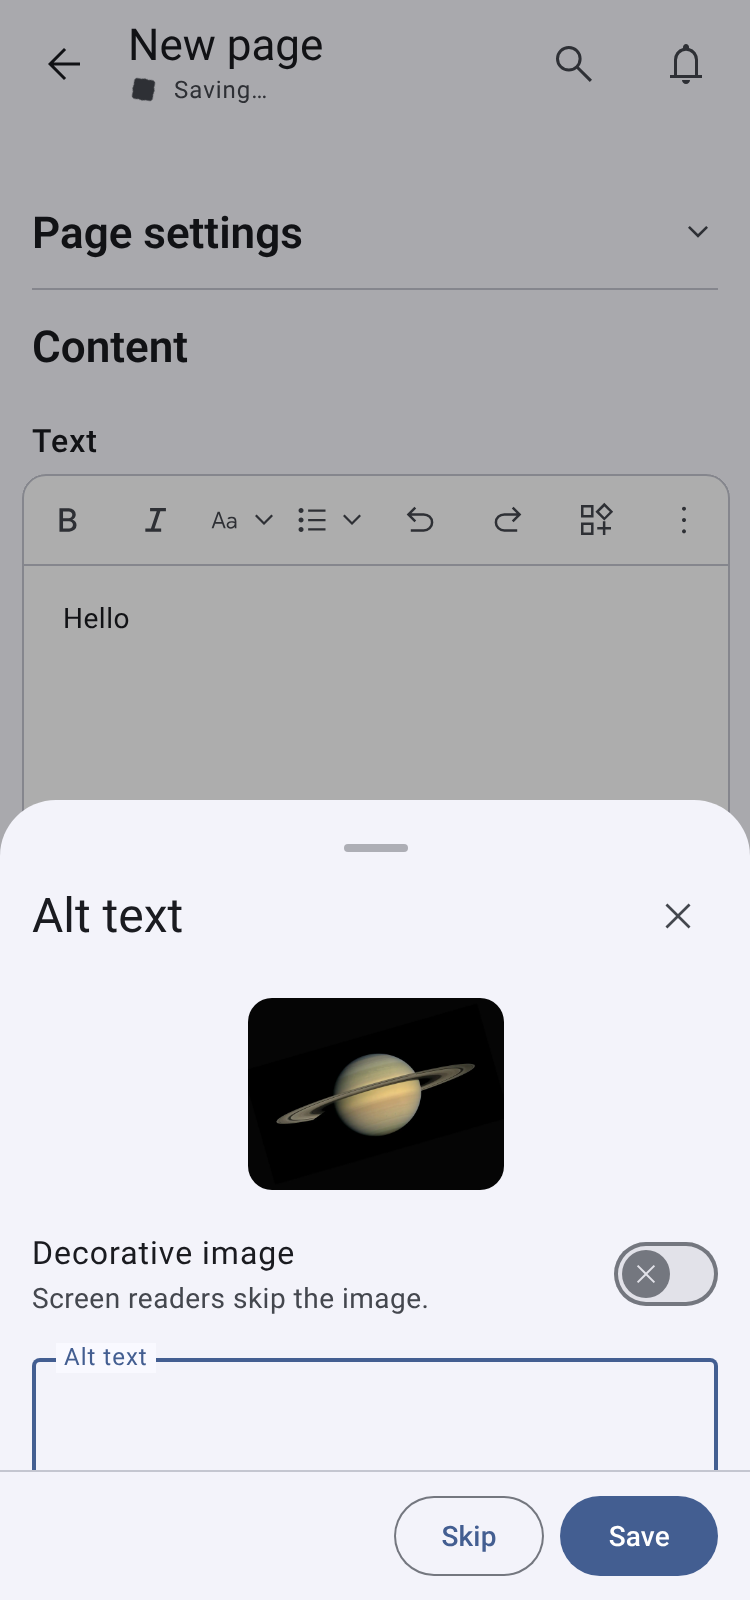 New page
Saving…
Page settings
Content
Text
B I Aa
Hello
Alt text
Decorative image
Screen readers skip the image.
Alt text
Skip
Save